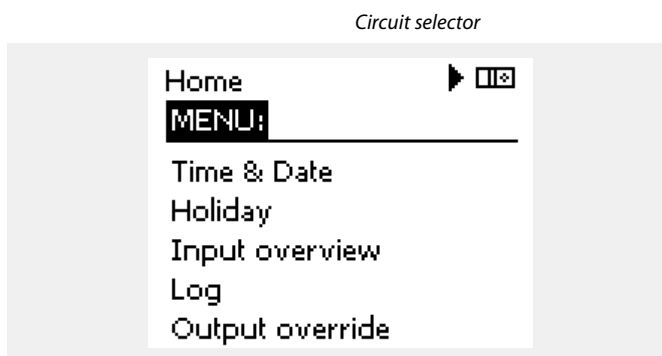 Circuit selector
Home
MENU:
Time & Date
Holiday
Input overview
Log
Output override